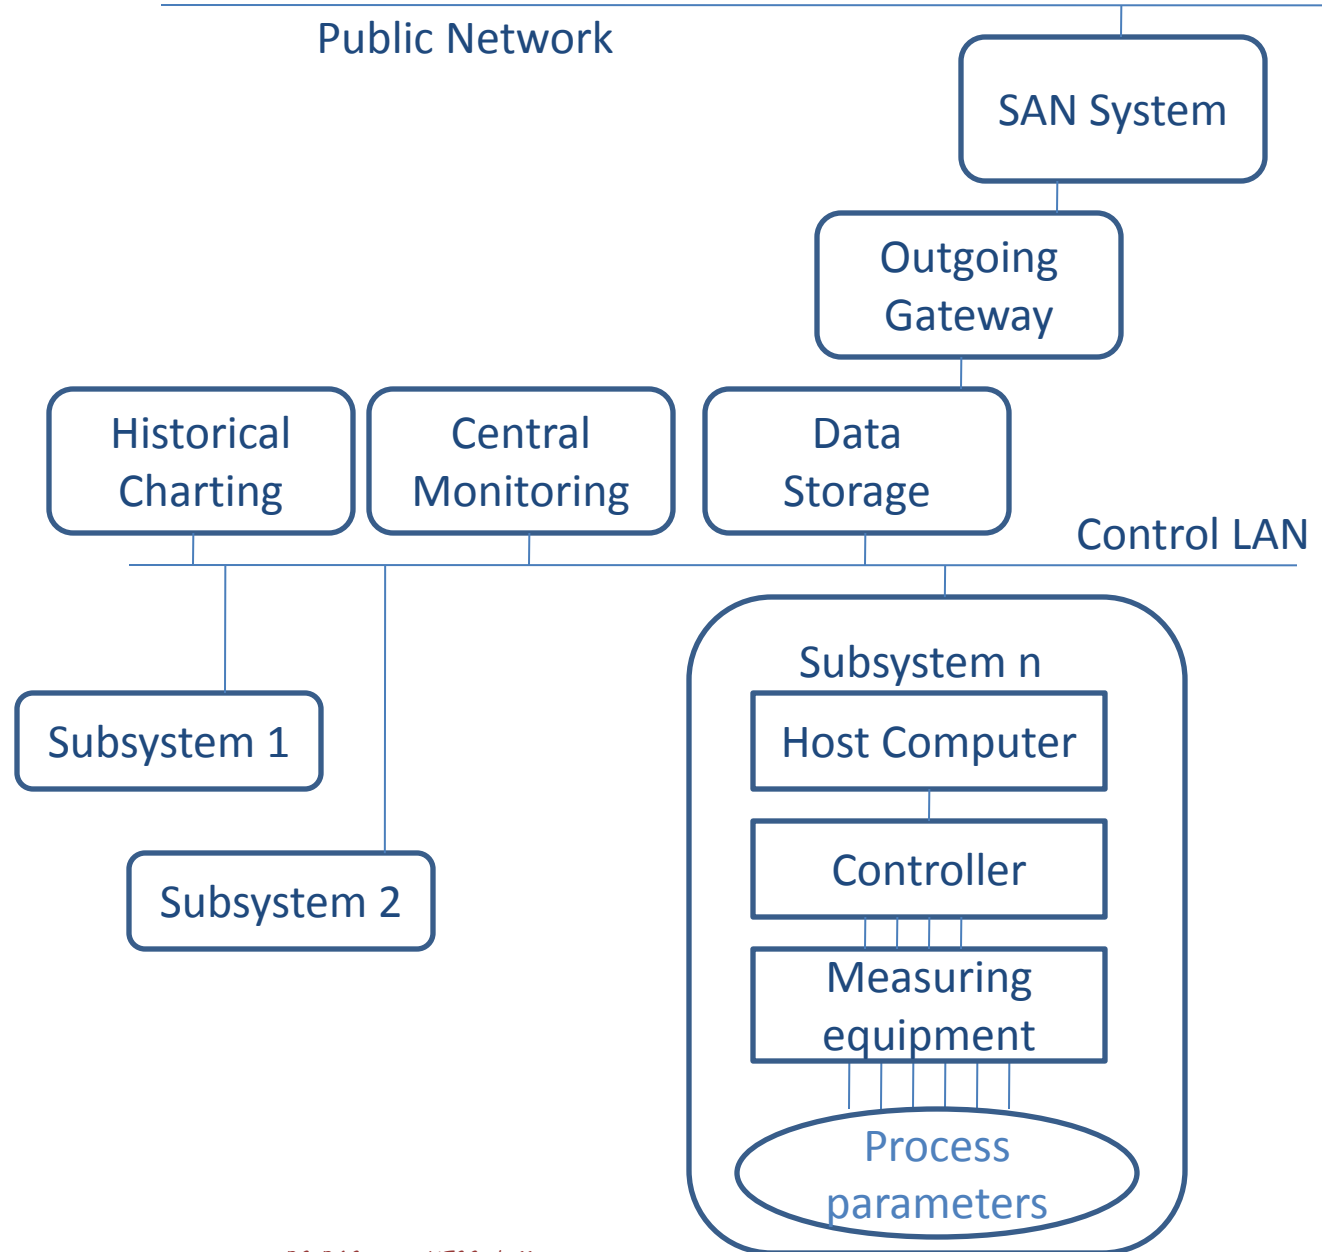 Public Network
SAN System
Outgoing
Gateway
Historical
Charting
Central
Monitoring
Data
Storage
Control LAN
Subsystem n
Host Computer
Subsystem 1
Controller
Subsystem 2
Measuring
equipment
Process
parameters